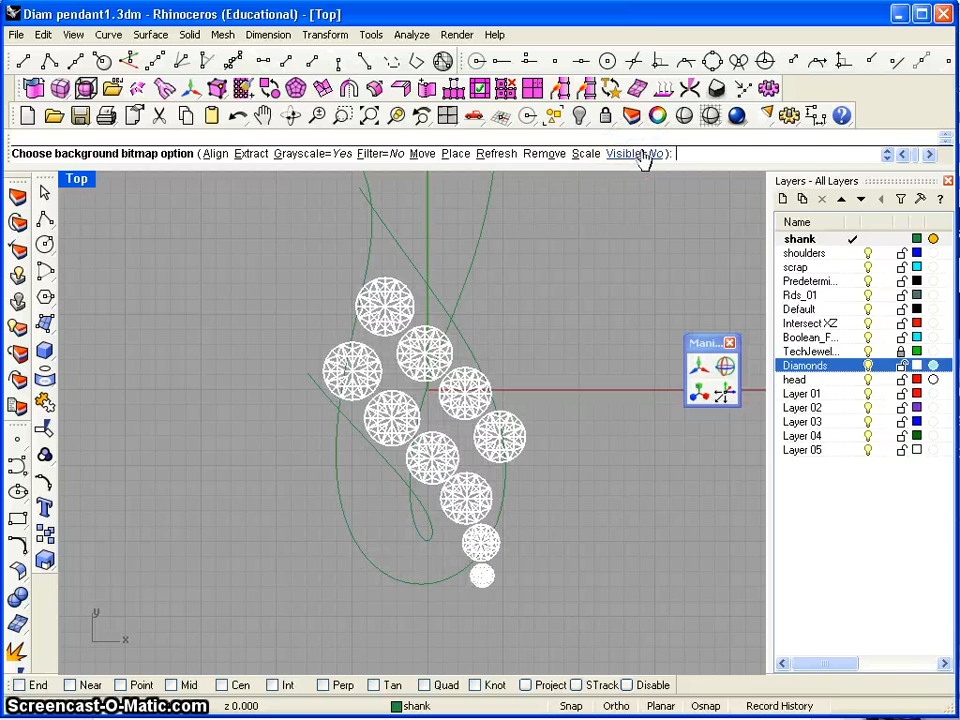 Diam pendant1.3dm - Rhinoceros (Educational) - [Top]
File Edit View Curve Surface Solid Mesh Dimension Transform Tools Analyze Render Help
Choose background bitmap option ( Align Extract Grayscale=Yes Filter=No Move Place Refresh Remove Scale Visible=No ):
Top
Layers - All Layers
Name
shank
shoulders
scrap
Predetermi...
Rds_01
Default
Intersect XZ
Boolean_F...
TechJewel...
Diamonds
head
Layer 01
Layer 02
Layer 03
Layer 04
Layer 05
Mani...
y
x
End Near Point Mid Cen Int Perp Tan Quad Knot Project STrack Disable
Screencast-O-Matic.com z 0.000 shank Snap Ortho Planar Osnap Record History